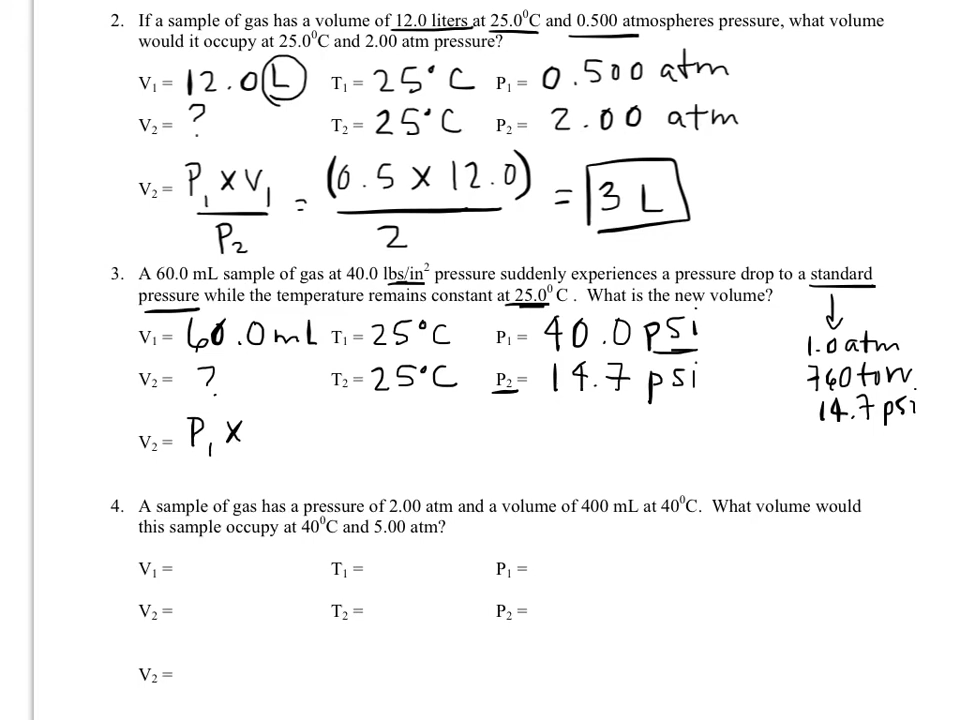 2. If a sample of gas has a volume of 12.0 liters at 25.0⁰C and 0.500 atmospheres pressure, what volume
would it occupy at 25.0⁰C and 2.00 atm pressure?
V₁ = 12.0 L T₁ = 25°C P₁ = 0.500 atm
V₂ = ? T₂ = 25°C P₂ = 2.00 atm
V₂ = P₁ x V₁ = (0.5 x 12.0) = 3 L
P₂ 2
3. A 60.0 mL sample of gas at 40.0 lbs/in² pressure suddenly experiences a pressure drop to a standard
pressure while the temperature remains constant at 25.0⁰ C . What is the new volume?
V₁ = 60.0 mL T₁ = 25°C P₁ = 40.0 psi 1.0 atm
V₂ = ? T₂ = 25°C P₂ = 14.7 psi 760 torr
14.7 psi
V₂ = P₁ x
4. A sample of gas has a pressure of 2.00 atm and a volume of 400 mL at 40⁰C. What volume would
this sample occupy at 40⁰C and 5.00 atm?
V₁ = T₁ = P₁ =
V₂ = T₂ = P₂ =
V₂ =